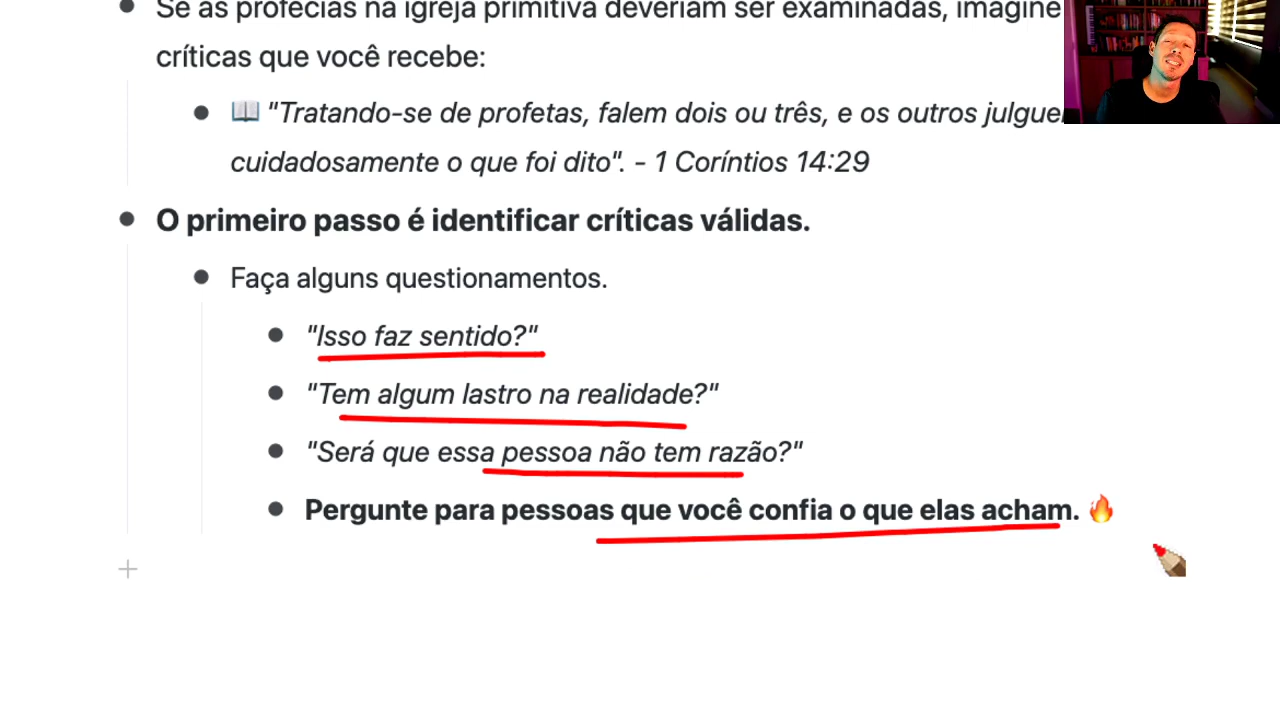 Se as profecias na igreja primitiva deveriam ser examinadas, imagine
críticas que você recebe:
📖 "Tratando-se de profetas, falem dois ou três, e os outros
cuidadosamente o que foi dito". - 1 Coríntios 14:29
O primeiro passo é identificar críticas válidas.
Faça alguns questionamentos.
"Isso faz sentido?"
"Tem algum lastro na realidade?"
"Será que essa pessoa não tem razão?"
Pergunte para pessoas que você confia o que elas acham. 🔥